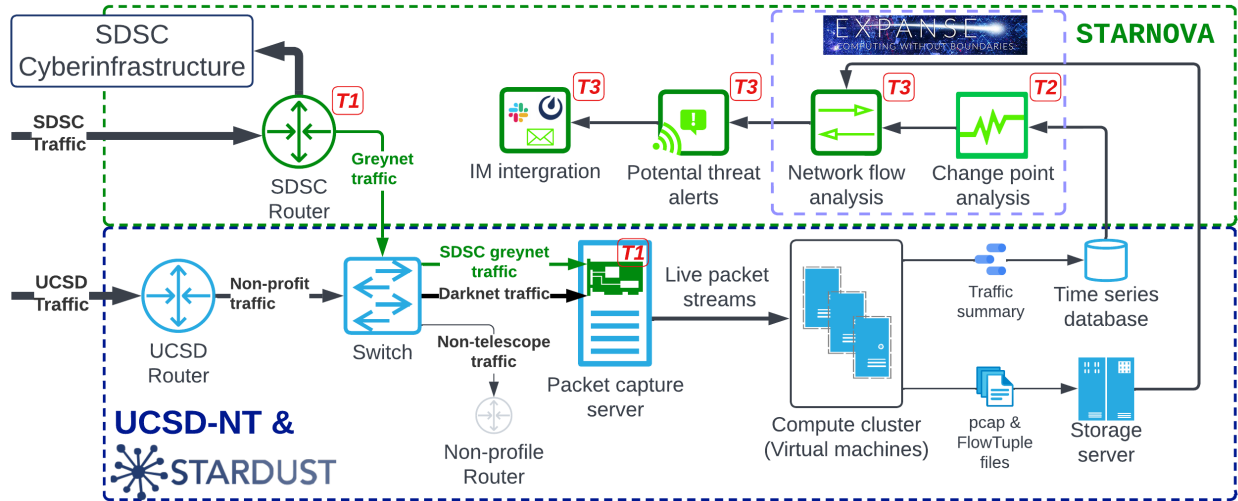 SDSC
Cyberinfrastructure
EXPANSE
COMPUTING WITHOUT BOUNDARIES
STARNOVA
T1
T3
T3
T3
T2
SDSC
Traffic
Greynet
traffic
SDSC
Router
IM intergration
Potental threat
alerts
Network flow
analysis
Change point
analysis
UCSD
Traffic
Non-profit
traffic
UCSD
Router
Switch
SDSC greynet
traffic
Darknet traffic
Non-telescope
traffic
Non-profile
Router
T1
Packet capture
server
Live packet
streams
Compute cluster
(Virtual machines)
Traffic
summary
Time series
database
pcap &
FlowTuple
files
Storage
server
UCSD-NT &
STARDUST